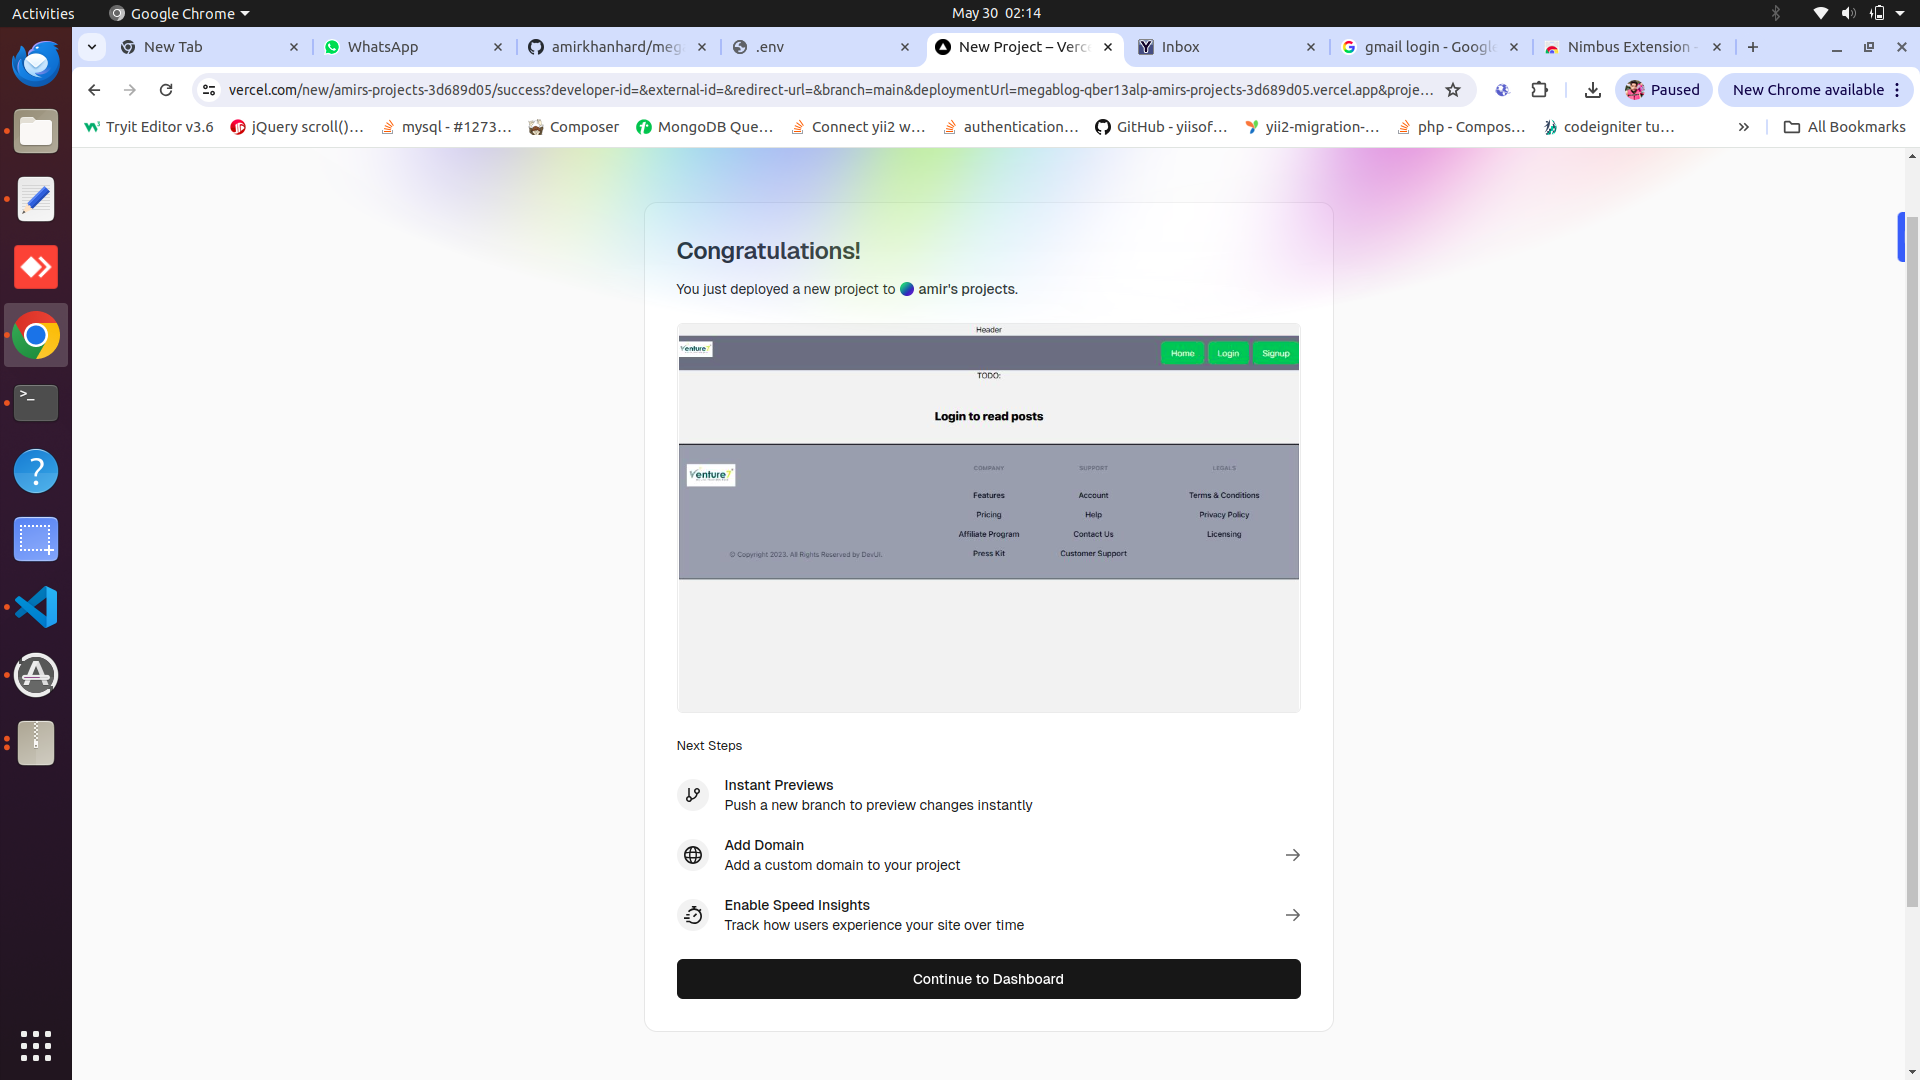 Activities
Google Chrome
May 30 02:14
New Tab
WhatsApp
amirkhanhard/meg
.env
New Project – Verc
Inbox
gmail login - Googl
Nimbus Extension
vercel.com/new/amirs-projects-3d689d05/success?developer-id=&external-id=&redirect-url=&branch=main&deploymentUrl=megablog-qber13alp-amirs-projects-3d689d05.vercel.app&proje...
Paused
New Chrome available
Tryit Editor v3.6
jQuery scroll()...
mysql - #1273...
Composer
MongoDB Que...
Connect yii2 w...
authentication...
GitHub - yiisof...
yii2-migration-...
php - Compos...
codeigniter tu...
All Bookmarks
Congratulations!
You just deployed a new project to amir's projects.
Header
Venture7
Home
Login
Signup
TODO:
Login to read posts
Venture7
COMPANY
SUPPORT
LEGALS
Features
Account
Terms & Conditions
Pricing
Help
Privacy Policy
Affiliate Program
Contact Us
Licensing
© Copyright 2023. All Rights Reserved by DevUI.
Press Kit
Customer Support
Next Steps
Instant Previews
Push a new branch to preview changes instantly
Add Domain
Add a custom domain to your project
Enable Speed Insights
Track how users experience your site over time
Continue to Dashboard